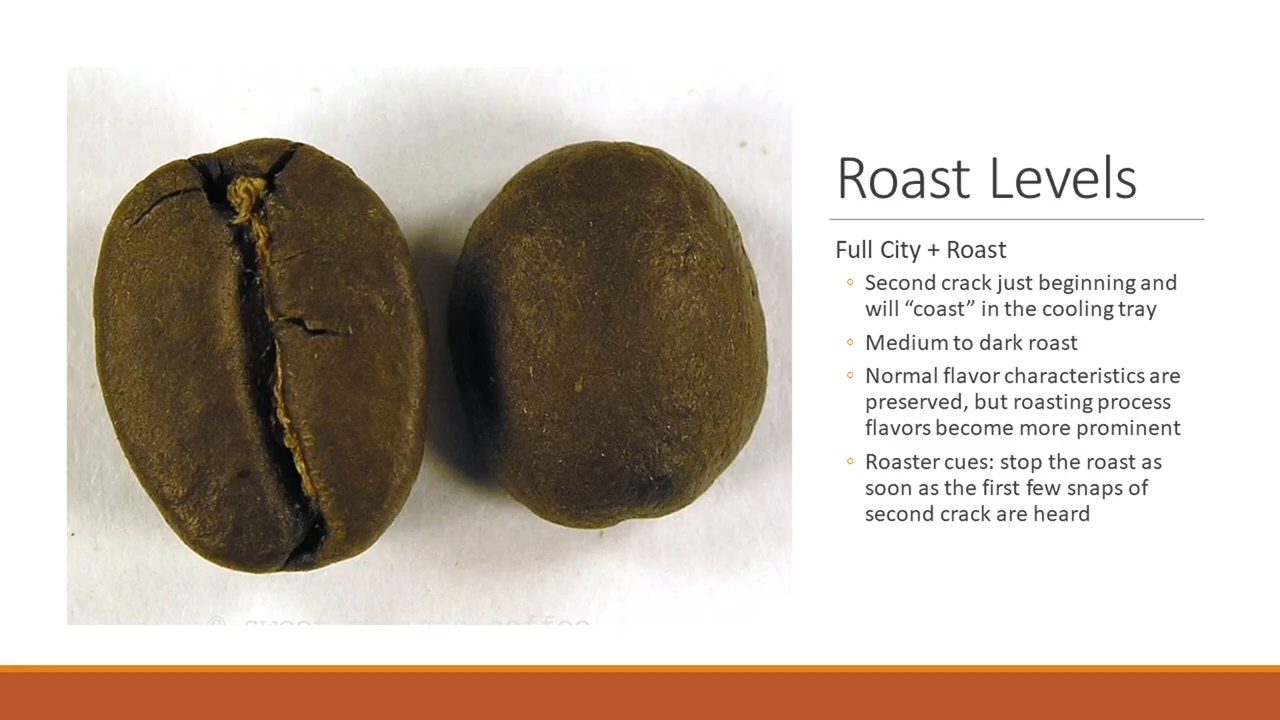 Roast Levels
Full City + Roast
Second crack just beginning and
will “coast” in the cooling tray
Medium to dark roast
Normal flavor characteristics are
preserved, but roasting process
flavors become more prominent
Roaster cues: stop the roast as
soon as the first few snaps of
second crack are heard